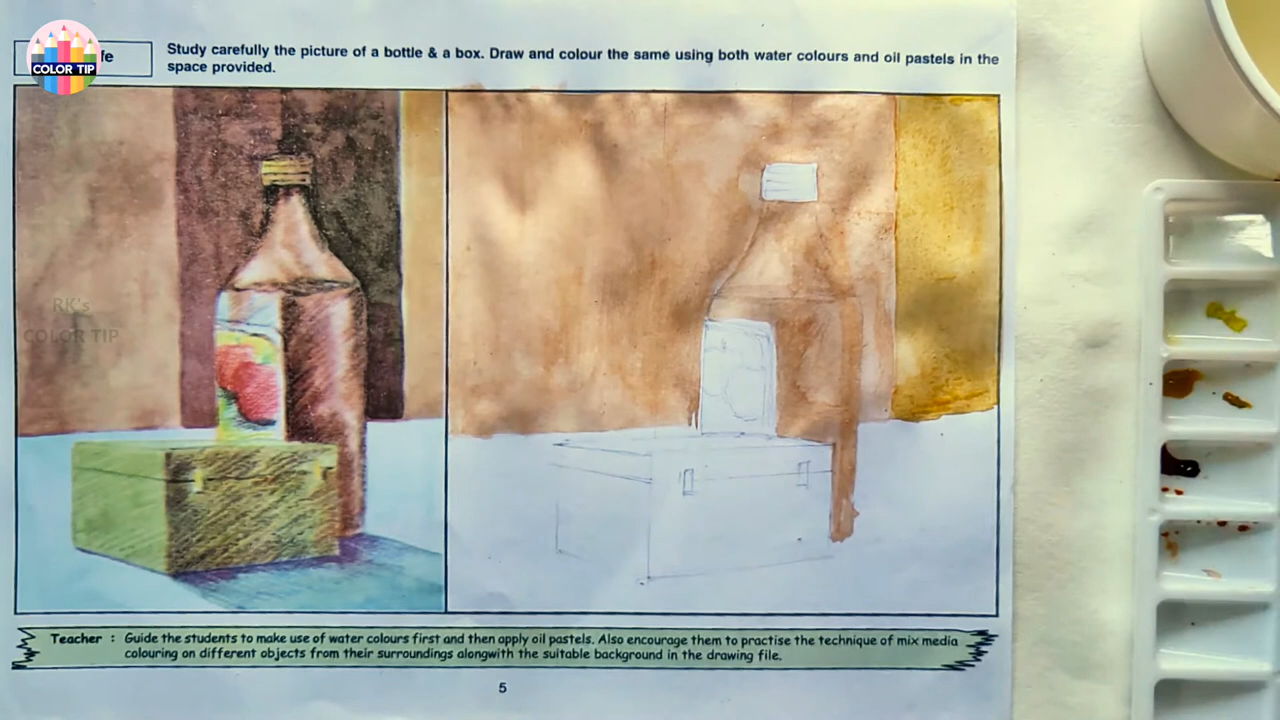 fe
Study carefully the picture of a bottle & a box. Draw and colour the same using both water colours and oil pastels in the
space provided.
COLOR TIP
RK's
COLOR TIP
Teacher : Guide the students to make use of water colours first and then apply oil pastels. Also encourage them to practise the technique of mix media
colouring on different objects from their surroundings alongwith the suitable background in the drawing file.
5